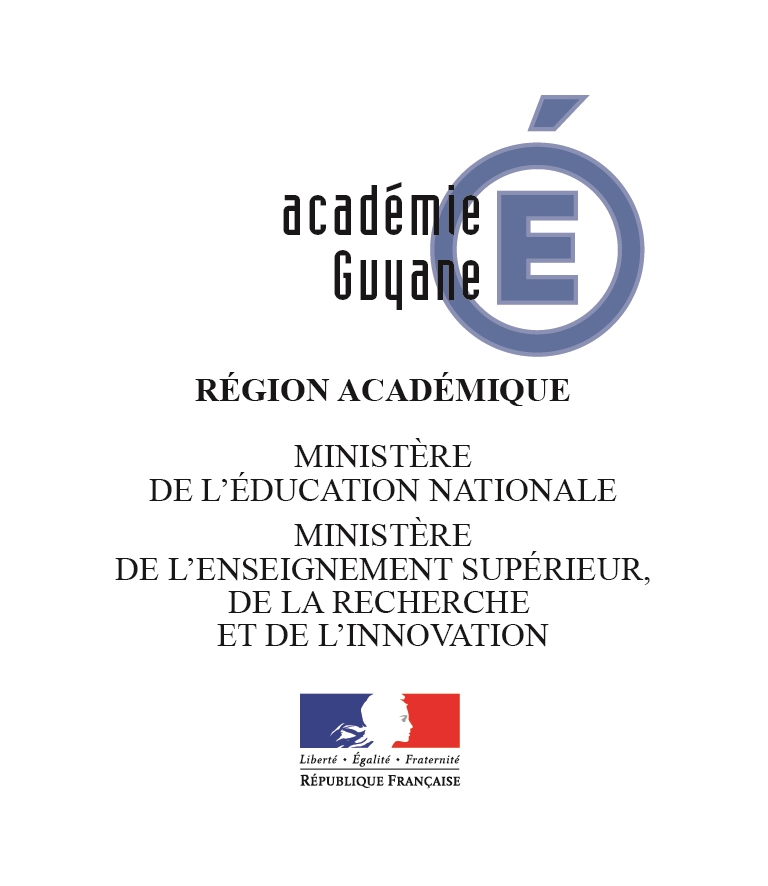 académie
Guyane
É
RÉGION ACADÉMIQUE
MINISTÈRE
DE L’ÉDUCATION NATIONALE
MINISTÈRE
DE L’ENSEIGNEMENT SUPÉRIEUR,
DE LA RECHERCHE
ET DE L’INNOVATION
Liberté • Égalité • Fraternité
RÉPUBLIQUE FRANÇAISE